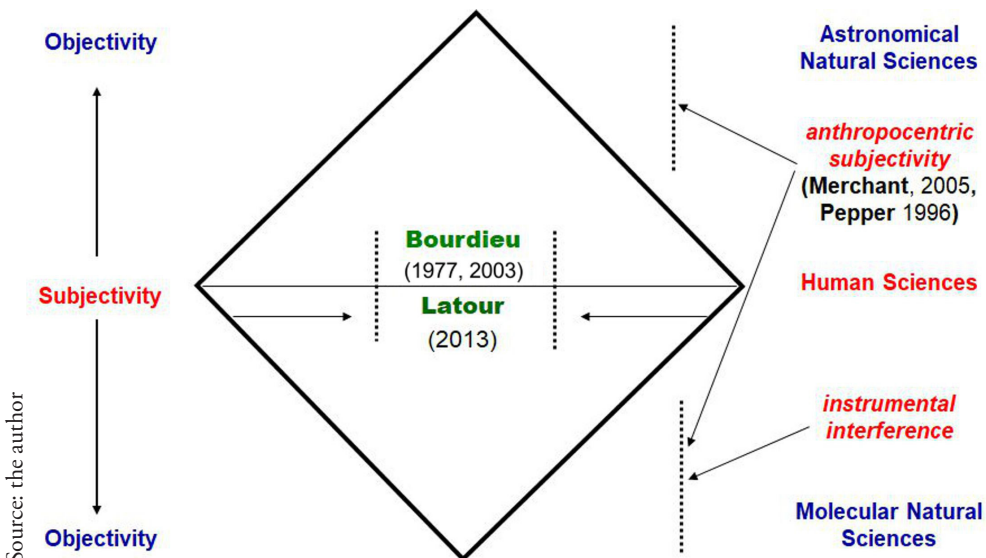 Objectivity
Astronomical
Natural Sciences
anthropocentric
subjectivity
(Merchant, 2005,
Pepper 1996)
Bourdieu
(1977, 2003)
Subjectivity
Human Sciences
Latour
(2013)
instrumental
interference
Source: the author
Objectivity
Molecular Natural
Sciences